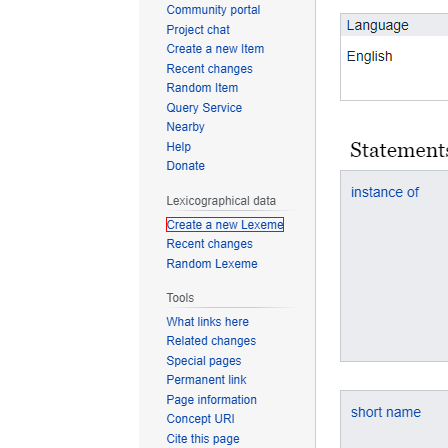 Community portal
Project chat
Create a new Item
Recent changes
Random Item
Query Service
Nearby
Help
Donate
Lexicographical data
Create a new Lexeme
Recent changes
Random Lexeme
Tools
What links here
Related changes
Special pages
Permanent link
Page information
Concept URI
Cite this page
Language
English
Statements
instance of
short name